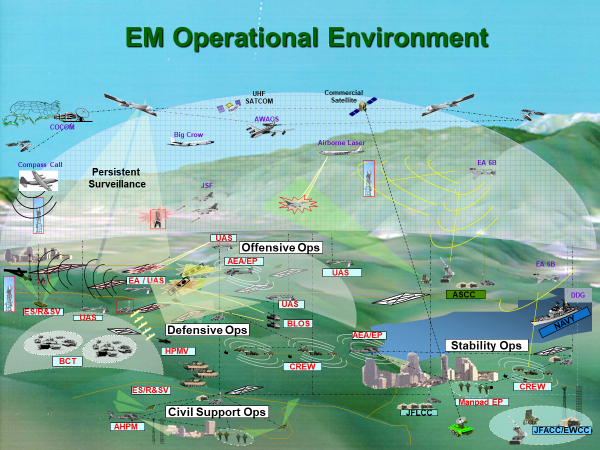 EM Operational Environment
UHF
SATCOM
Commercial
Satellite
COCOM
AWACS
Big Crow
Airborne Laser
Compass Call
Persistent
Surveillance
EA 6B
JSF
UAS
Offensive Ops
AEA/EP
UAS
EA 6B
EA / UAS
ASCC
DDG
UAS
ES/R&SV
UAS
BLOS
NAVY
Defensive Ops
AEA/EP
Stability Ops
HPMV
BCT
CREW
CREW
ES/R&SV
Manpad EP
Civil Support Ops
JFLCC
AHPM
JFACC/EWCC